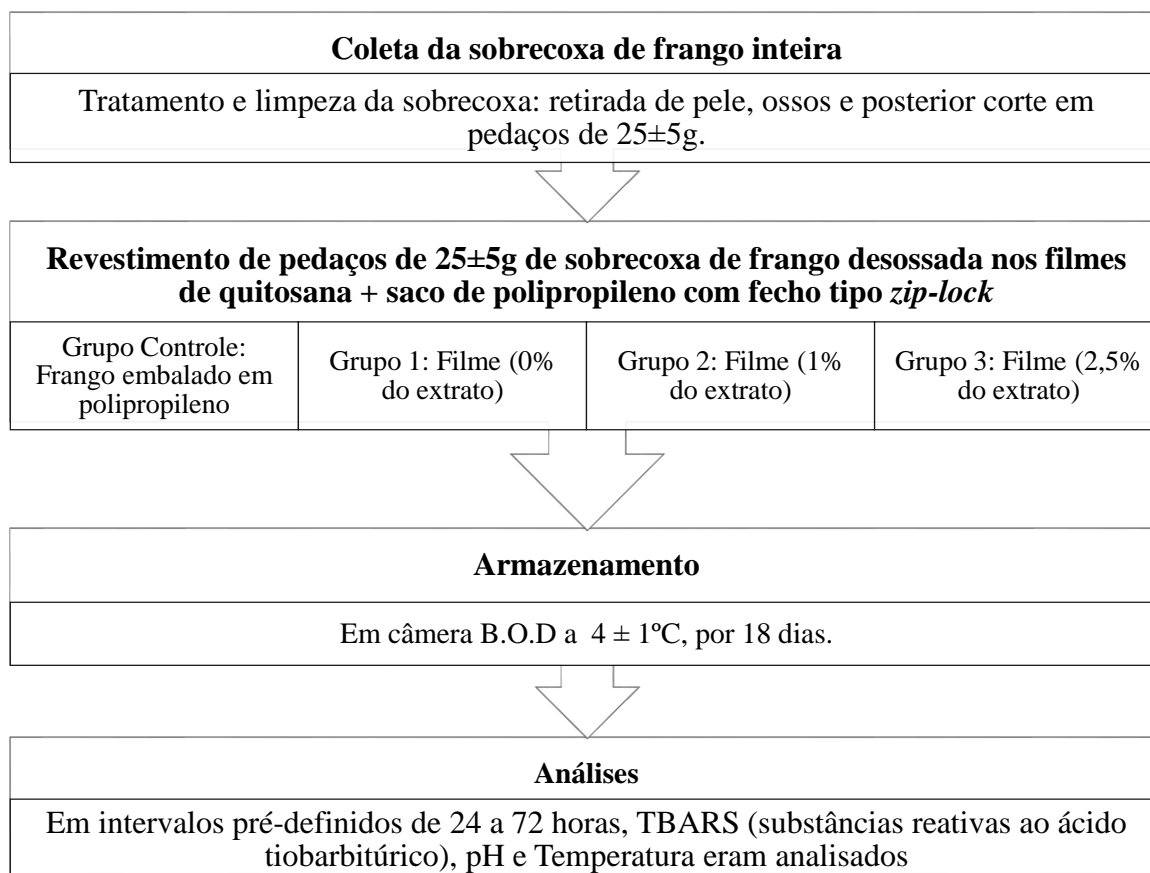 Coleta da sobrecoxa de frango inteira
Tratamento e limpeza da sobrecoxa: retirada de pele, ossos e posterior corte em
pedaços de 25±5g.
Revestimento de pedaços de 25±5g de sobrecoxa de frango desossada nos filmes
de quitosana + saco de polipropileno com fecho tipo zip-lock
Grupo Controle:
Frango embalado em
polipropileno
Grupo 1: Filme (0%
do extrato)
Grupo 2: Filme (1%
do extrato)
Grupo 3: Filme (2,5%
do extrato)
Armazenamento
Em câmera B.O.D a 4 ± 1ºC, por 18 dias.
Análises
Em intervalos pré-definidos de 24 a 72 horas, TBARS (substâncias reativas ao ácido
tiobarbitúrico), pH e Temperatura eram analisados